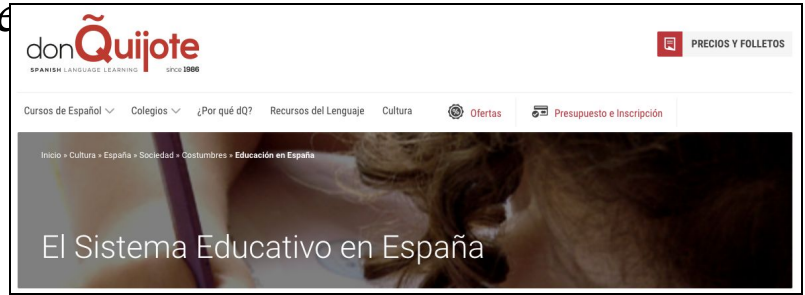 donQuijote
SPANISH LANGUAGE LEARNING since 1986
PRECIOS Y FOLLETOS
Cursos de Español Colegios ¿Por qué dQ? Recursos del Lenguaje Cultura Ofertas Presupuesto e Inscripción
Inicio » Cultura » España » Sociedad » Costumbres » Educación en España
El Sistema Educativo en España